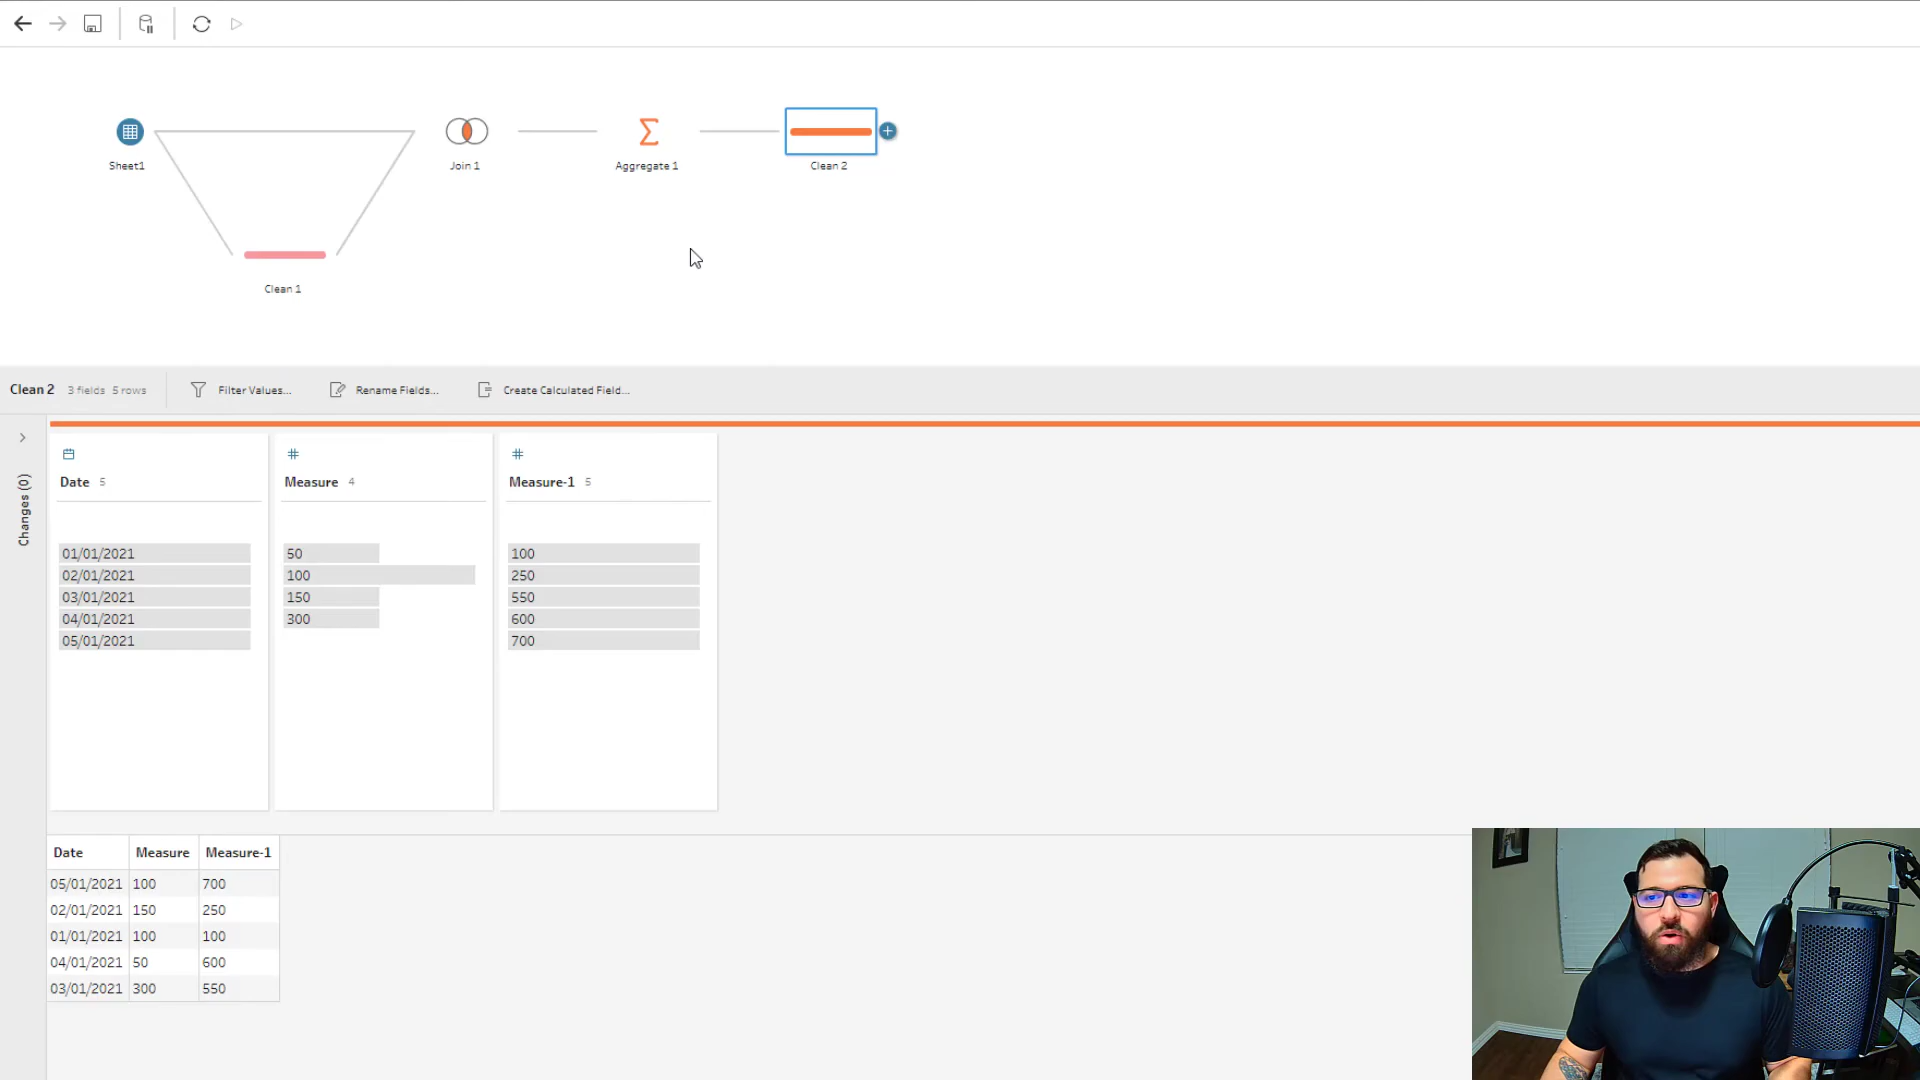 Sheet1
Join 1
Aggregate 1
Clean 2
Clean 1
Clean 2 3 fields 5 rows Filter Values... Rename Fields... Create Calculated Field...
Changes (0)
Date 5
Measure 4
Measure-1 5
01/01/2021 50 100
02/01/2021 100 250
03/01/2021 150 550
04/01/2021 300 600
05/01/2021 700
Date Measure Measure-1
05/01/2021 100 700
02/01/2021 150 250
01/01/2021 100 100
04/01/2021 50 600
03/01/2021 300 550